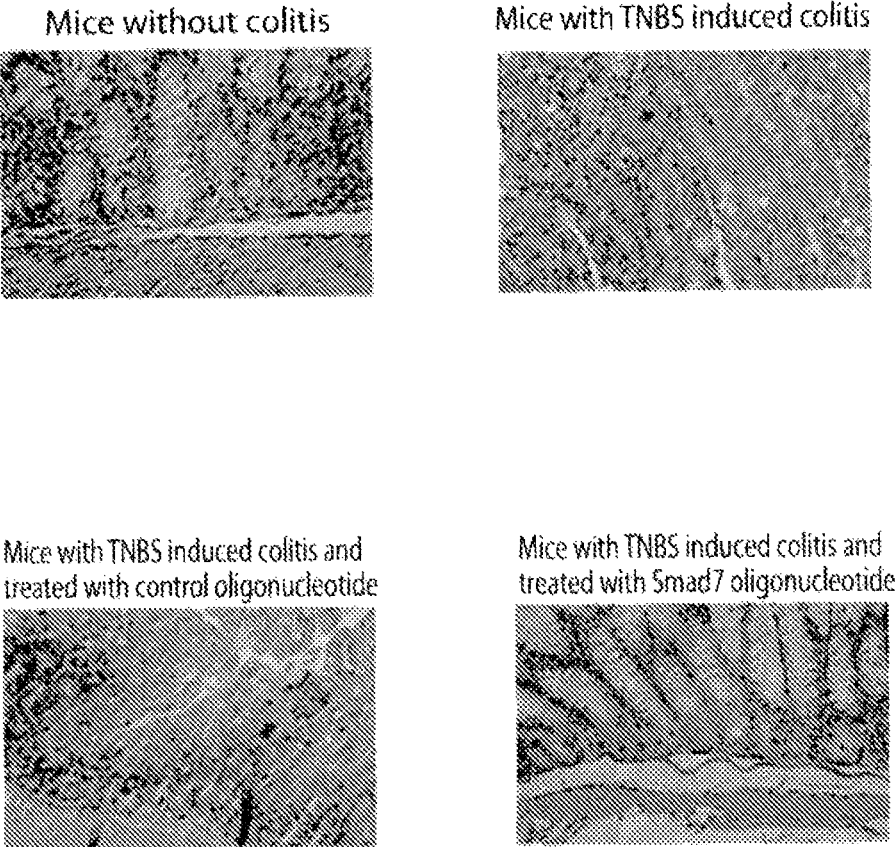 Mice without colitis
Mice with TNBS induced colitis
Mice with TNBS induced colitis and
treated with control oligonucleotide
Mice with TNBS induced colitis and
treated with Smad7 oligonucleotide